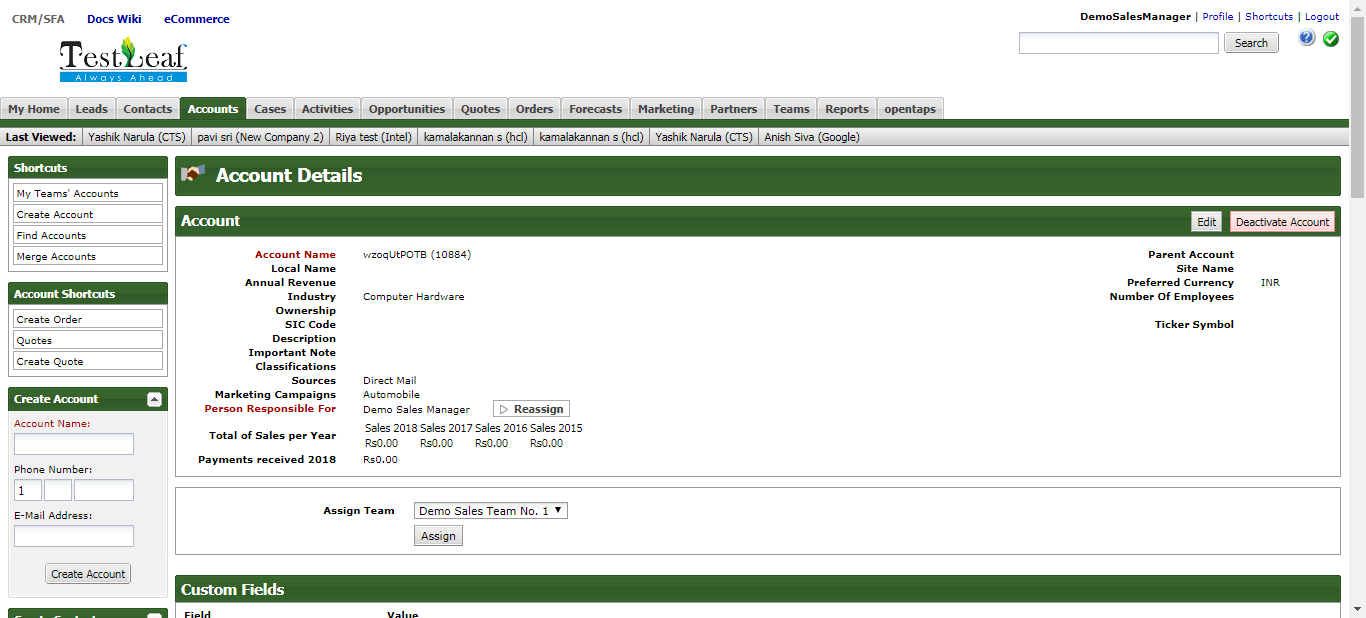 CRM/SFA Docs Wiki eCommerce
DemoSalesManager | Profile | Shortcuts | Logout
TestLeaf
Always Ahead
Search
My Home Leads Contacts Accounts Cases Activities Opportunities Quotes Orders Forecasts Marketing Partners Teams Reports opentaps
Last Viewed: Yashik Narula (CTS) pavi sri (New Company 2) Riya test (Intel) kamalakannan s (hcl) kamalakannan s (hcl) Yashik Narula (CTS) Anish Siva (Google)
Shortcuts
My Teams' Accounts
Create Account
Find Accounts
Merge Accounts
Account Shortcuts
Create Order
Quotes
Create Quote
Create Account
Account Name:
Phone Number:
1
E-Mail Address:
Create Account
Account Details
Account Edit Deactivate Account
Account Name wzoqUtPOTB (10884) Parent Account
Local Name Site Name
Annual Revenue Preferred Currency INR
Industry Computer Hardware Number Of Employees
Ownership
SIC Code Ticker Symbol
Description
Important Note
Classifications
Sources Direct Mail
Marketing Campaigns Automobile
Person Responsible For Demo Sales Manager Reassign
Total of Sales per Year Sales 2018 Sales 2017 Sales 2016 Sales 2015
Rs0.00 Rs0.00 Rs0.00 Rs0.00
Payments received 2018 Rs0.00
Assign Team Demo Sales Team No. 1
Assign
Custom Fields
Field Value